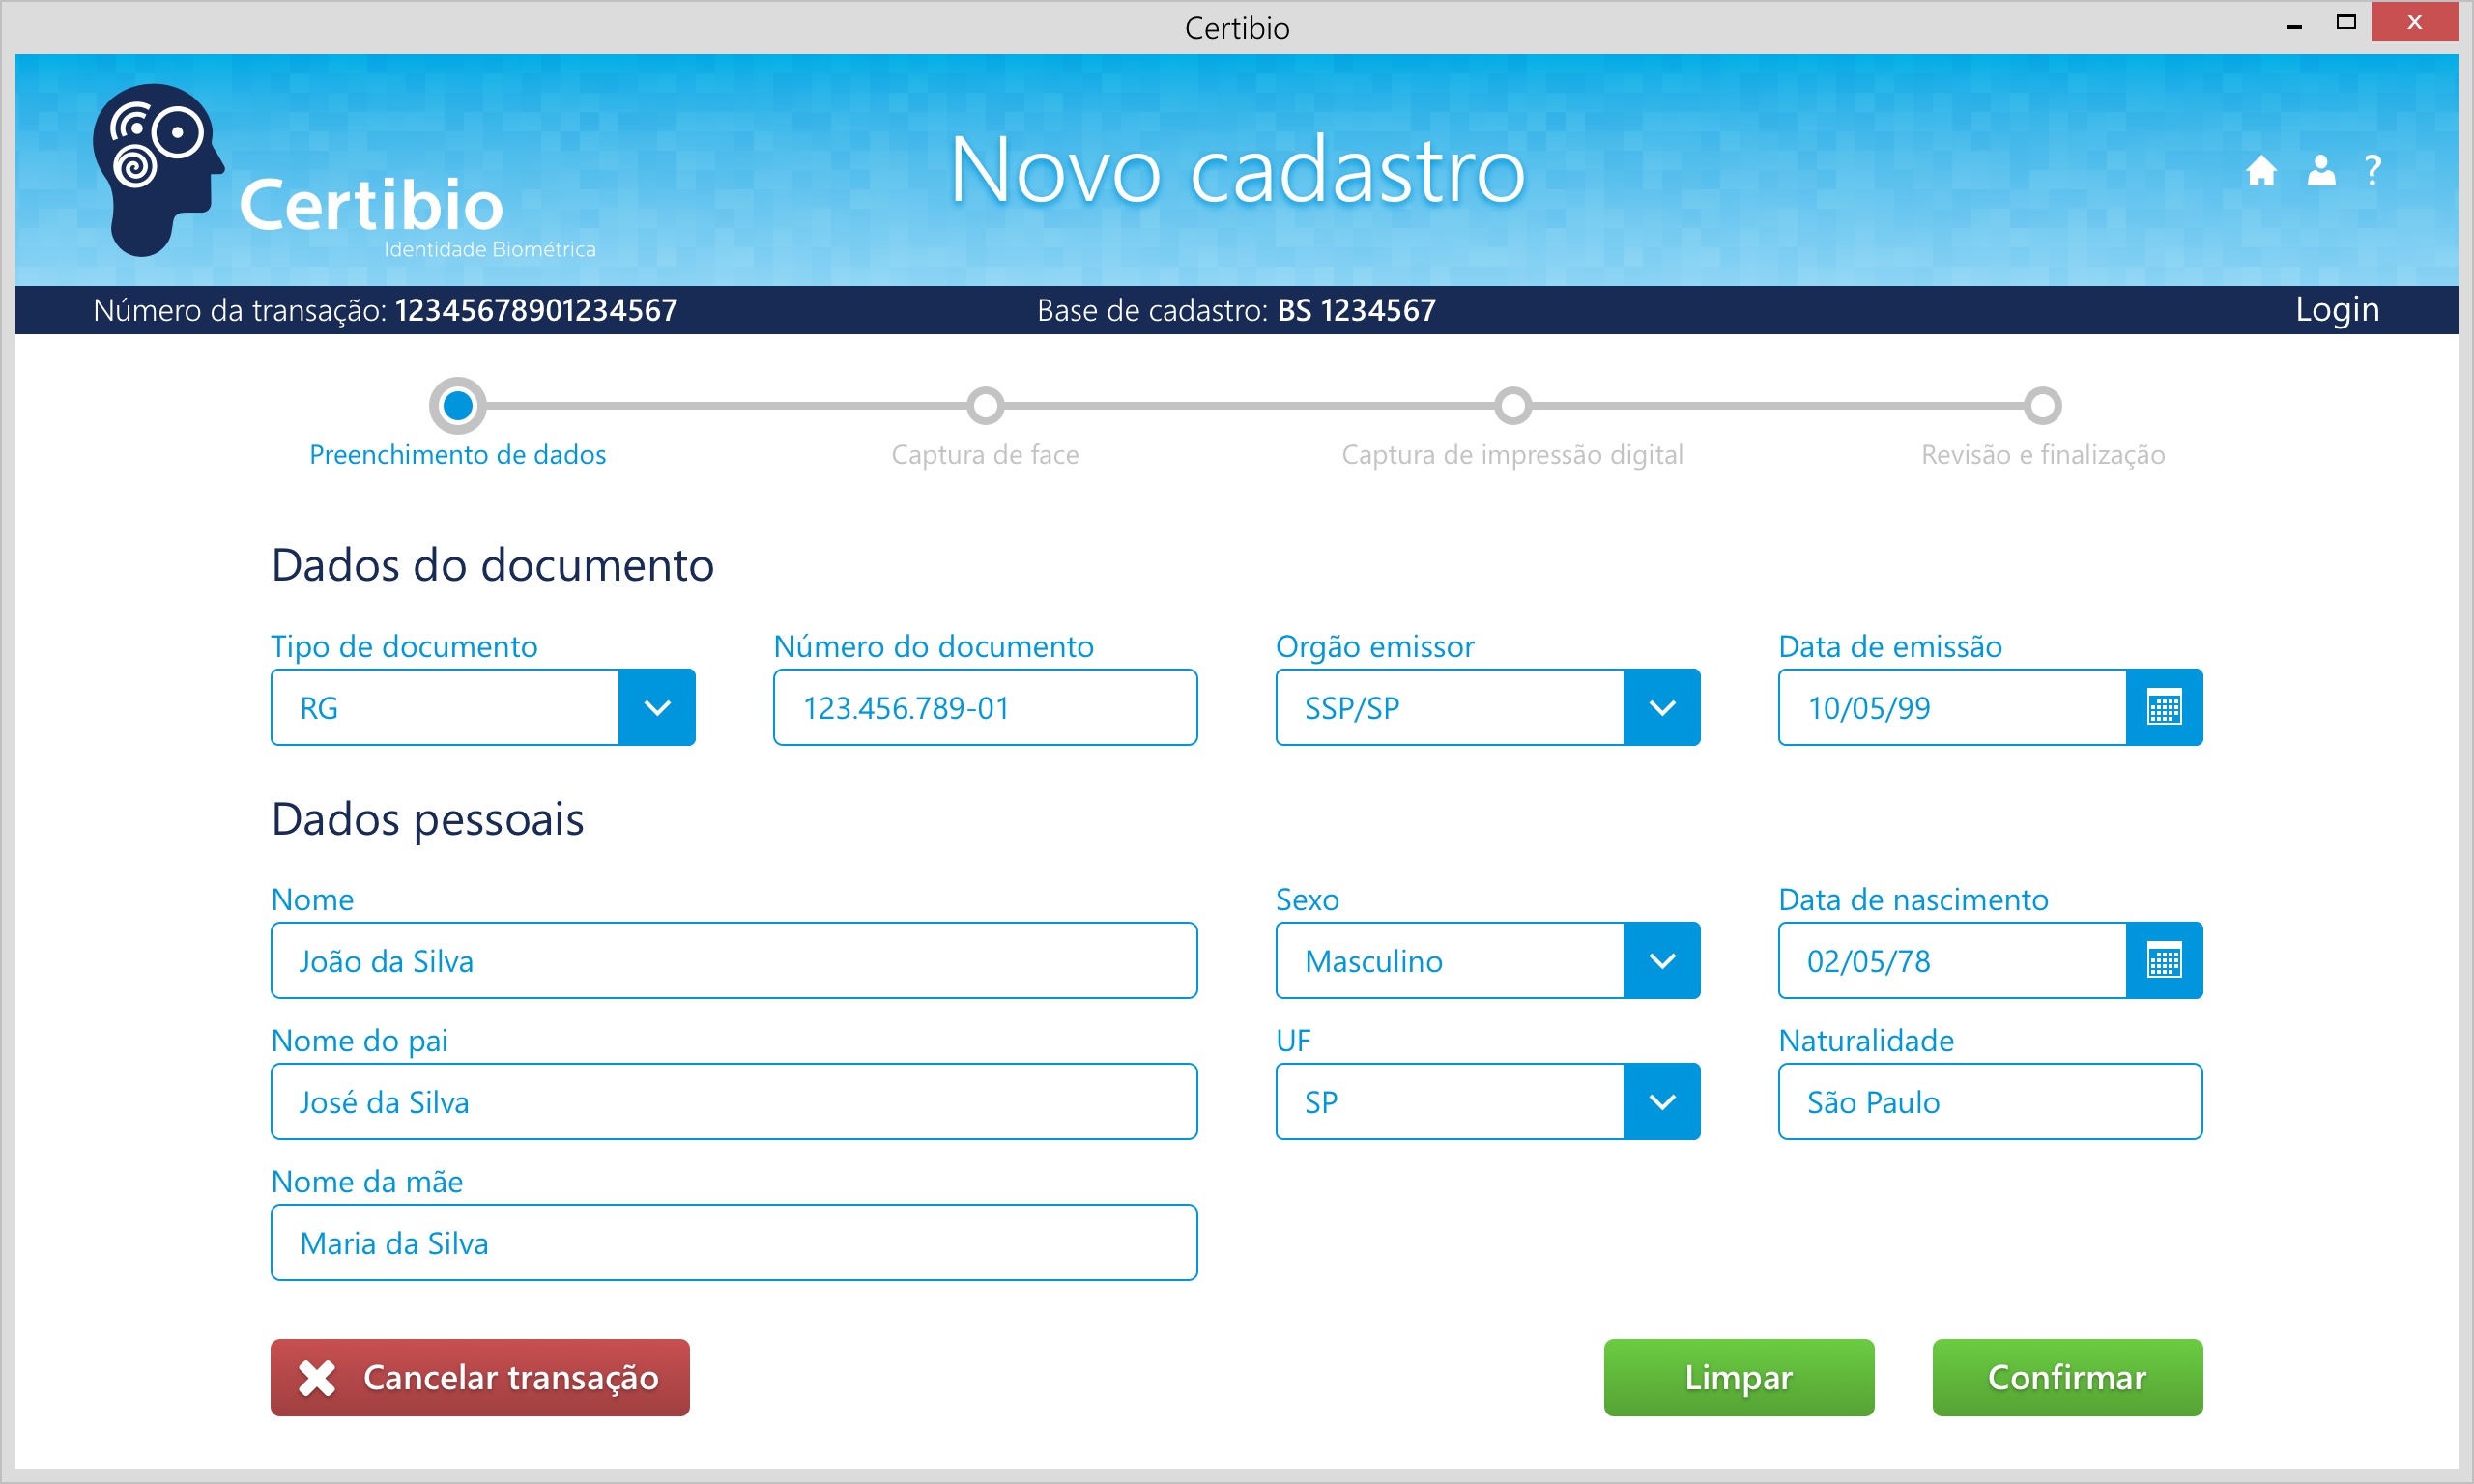 Certibio
x
Certibio
Identidade Biométrica
Novo cadastro
?
Número da transação: 12345678901234567
Base de cadastro: BS 1234567
Login
Preenchimento de dados
Captura de face
Captura de impressão digital
Revisão e finalização
Dados do documento
Tipo de documento
Número do documento
Orgão emissor
Data de emissão
RG
123.456.789-01
SSP/SP
10/05/99
Dados pessoais
Nome
Sexo
Data de nascimento
João da Silva
Masculino
02/05/78
Nome do pai
UF
Naturalidade
José da Silva
SP
São Paulo
Nome da mãe
Maria da Silva
Cancelar transação
Limpar
Confirmar